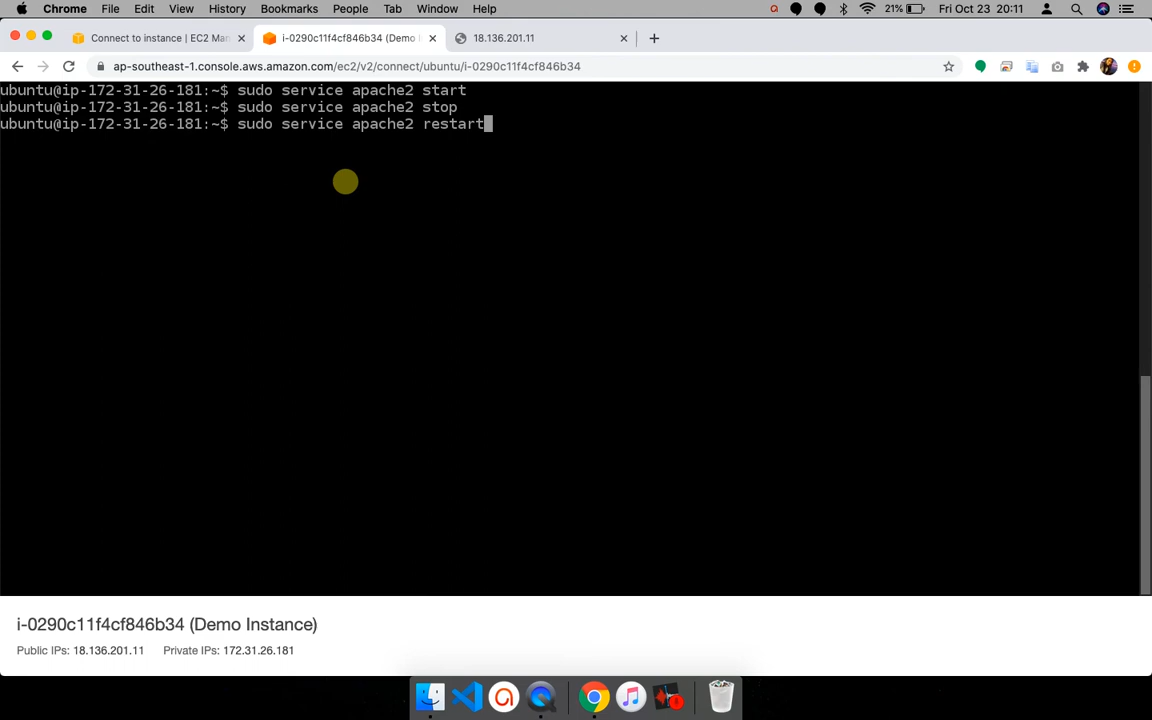 Chrome File Edit View History Bookmarks People Tab Window Help 21% Fri Oct 23 20:11
Connect to instance | EC2 Man i-0290c11f4cf846b34 (Demo I 18.136.201.11
ap-southeast-1.console.aws.amazon.com/ec2/v2/connect/ubuntu/i-0290c11f4cf846b34
ubuntu@ip-172-31-26-181:~$ sudo service apache2 start
ubuntu@ip-172-31-26-181:~$ sudo service apache2 stop
ubuntu@ip-172-31-26-181:~$ sudo service apache2 restart
i-0290c11f4cf846b34 (Demo Instance)
Public IPs: 18.136.201.11 Private IPs: 172.31.26.181